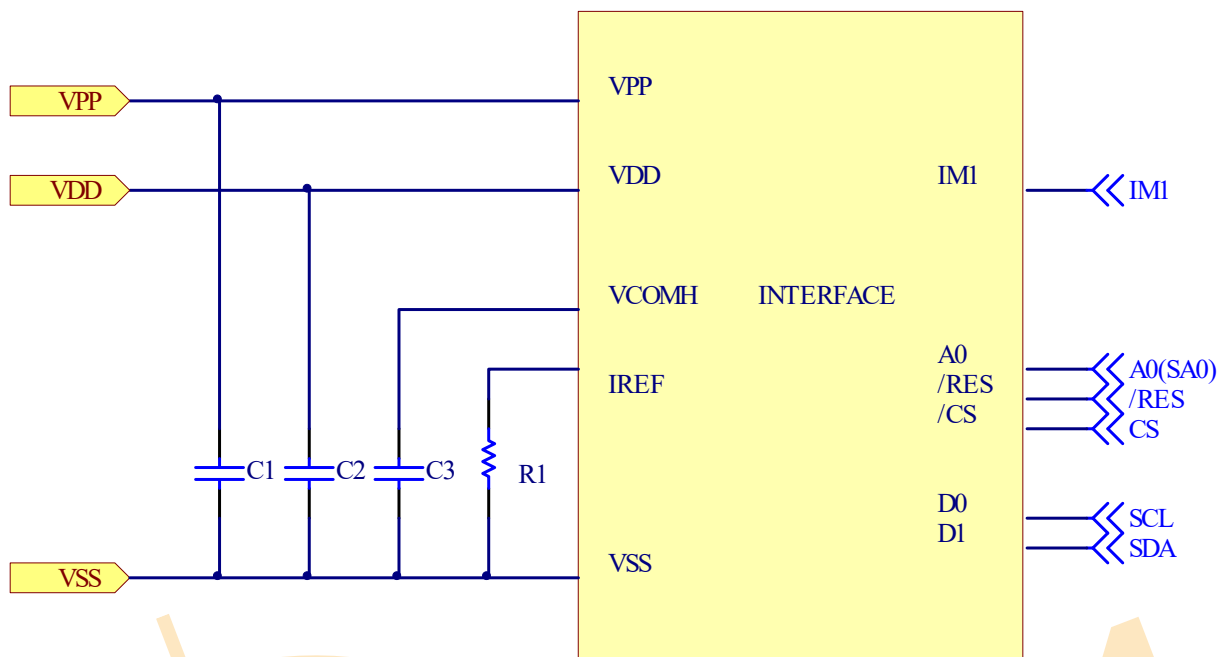 VPP VPP
VDD VDD IM1 IM1
VCOMH INTERFACE
IREF A0 A0(SA0)
/RES /RES
/CS CS
C1 C2 C3 R1
D0 SCL
D1 SDA
VSS VSS